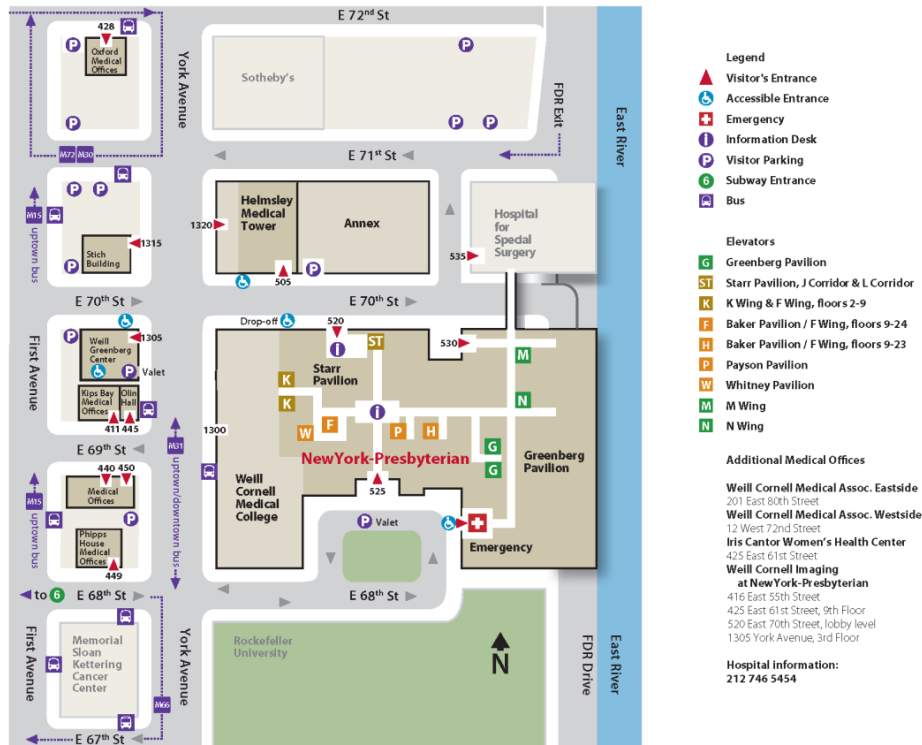 E 72nd St
428
Oxford
Medical
Offices
York Avenue
Sotheby's
FDR Exit
East River
M72 M30
E 71st St
M15
uptown bus
Stich
Building
1315
1320
Helmsley
Medical
Tower
Annex
505
Hospital
for
Special
Surgery
535
E 70th St
E 70th St
First Avenue
1305
Weill
Greenberg
Center
Valet
Kips Bay
Medical
Offices
Olin
Hall
411
445
Drop-off
520
530
ST
Starr
Pavilion
M
K
K
N
W
F
P
H
G
G
1300
E 69th St
M31
uptown/downtown bus
NewYork-Presbyterian
Greenberg
Pavilion
525
Weill
Cornell
Medical
College
440
450
Medical
Offices
M15
uptown bus
Phipps
House
Medical
Offices
449
Valet
Emergency
to 6
E 68th St
E 68th St
First Avenue
York Avenue
Memorial
Sloan
Kettering
Cancer
Center
M66
Rockefeller
University
N
FDR Drive
East River
E 67th St
Legend
Visitor's Entrance
Accessible Entrance
Emergency
i Information Desk
P Visitor Parking
6 Subway Entrance
Bus
Elevators
G Greenberg Pavilion
ST Starr Pavilion, J Corridor & L Corridor
K K Wing & F Wing, floors 2-9
F Baker Pavilion / F Wing, floors 9-24
H Baker Pavilion / F Wing, floors 9-23
P Payson Pavilion
W Whitney Pavilion
M M Wing
N N Wing
Additional Medical Offices
Weill Cornell Medical Assoc. Eastside
201 East 80th Street
Weill Cornell Medical Assoc. Westside
12 West 72nd Street
Iris Cantor Women's Health Center
425 East 61st Street
Weill Cornell Imaging
at NewYork-Presbyterian
416 East 55th Street
425 East 61st Street, 9th Floor
520 East 70th Street, lobby level
1305 York Avenue, 3rd Floor
Hospital information:
212 746 5454